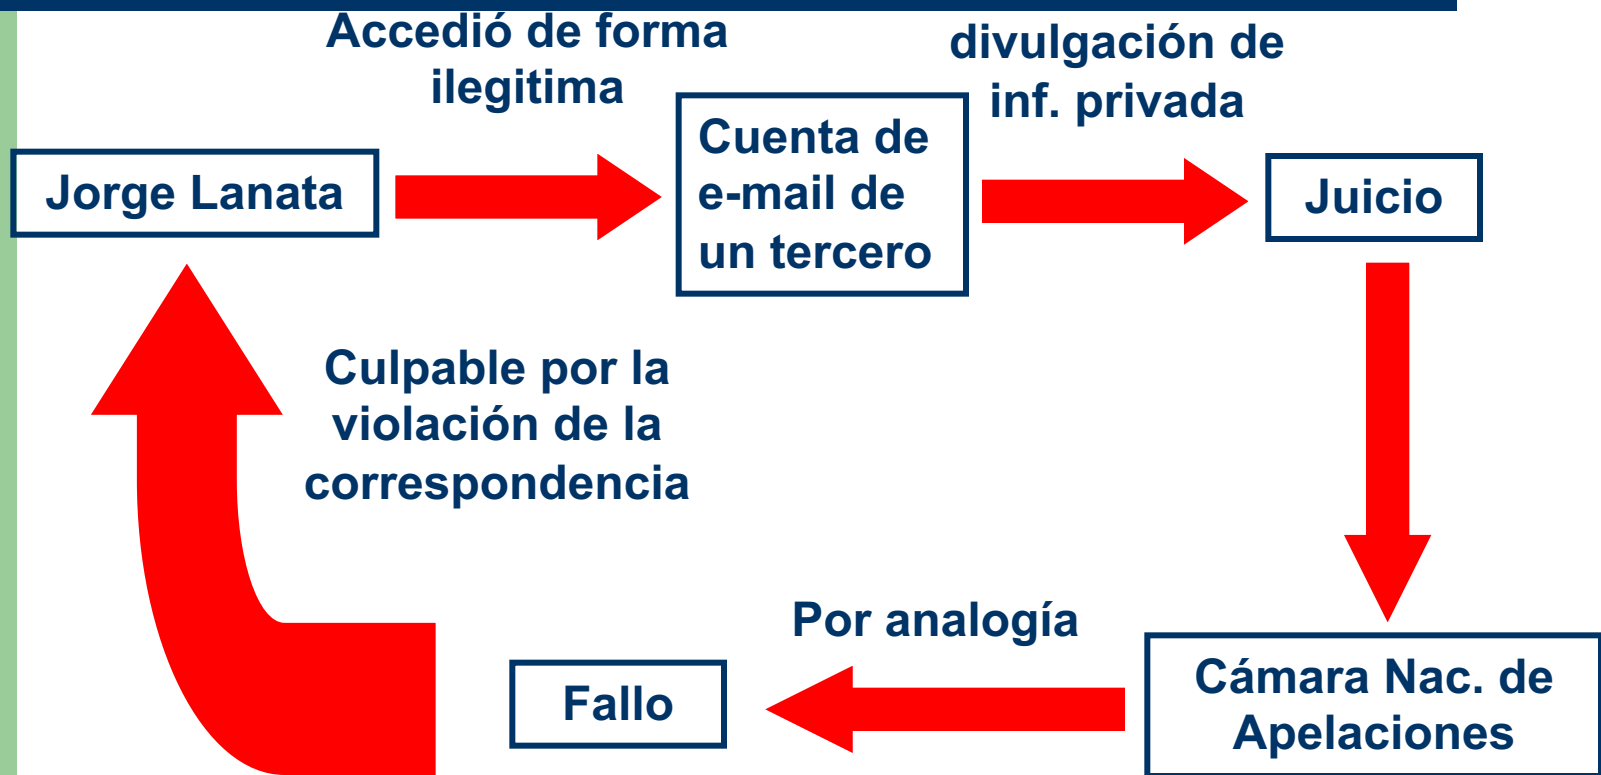 Accedió de forma
ilegitima
divulgación de
inf. privada
Jorge Lanata
Cuenta de
e-mail de
un tercero
Juicio
Culpable por la
violación de la
correspondencia
Por analogía
Fallo
Cámara Nac. de
Apelaciones